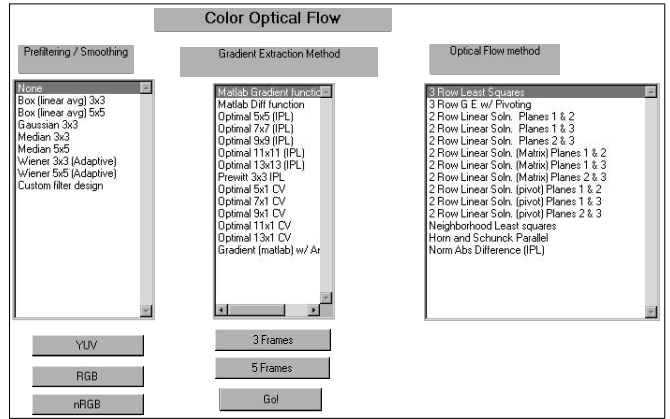 Color Optical Flow
Prefiltering / Smoothing
None
Box (linear avg) 3x3
Box (linear avg) 5x5
Gaussian 3x3
Median 3x3
Median 5x5
Wiener 3x3 (Adaptive)
Wiener 5x5 (Adaptive)
Custom filter design
YUV
RGB
nRGB
Gradient Extraction Method
Matlab Gradient functic
Matlab Diff function
Optimal 5x5 (IPL)
Optimal 7x7 (IPL)
Optimal 9x9 (IPL)
Optimal 11x11 (IPL)
Optimal 13x13 (IPL)
Prewitt 3x3 IPL
Optimal 5x1 CV
Optimal 7x1 CV
Optimal 9x1 CV
Optimal 11x1 CV
Optimal 13x1 CV
Gradient (matlab) w/ Ar
3 Frames
5 Frames
Go!
Optical Flow method
3 Row Least Squares
3 Row G E w/ Pivoting
2 Row Linear Soln. Planes 1 & 2
2 Row Linear Soln. Planes 1 & 3
2 Row Linear Soln. Planes 2 & 3
2 Row Linear Soln. (Matrix) Planes 1 & 2
2 Row Linear Soln. (Matrix) Planes 1 & 3
2 Row Linear Soln. (Matrix) Planes 2 & 3
2 Row Linear Soln. (pivot) Planes 1 & 2
2 Row Linear Soln. (pivot) Planes 1 & 3
2 Row Linear Soln. (pivot) Planes 2 & 3
Neighborhood Least squares
Horn and Schunck Parallel
Norm Abs Difference (IPL)